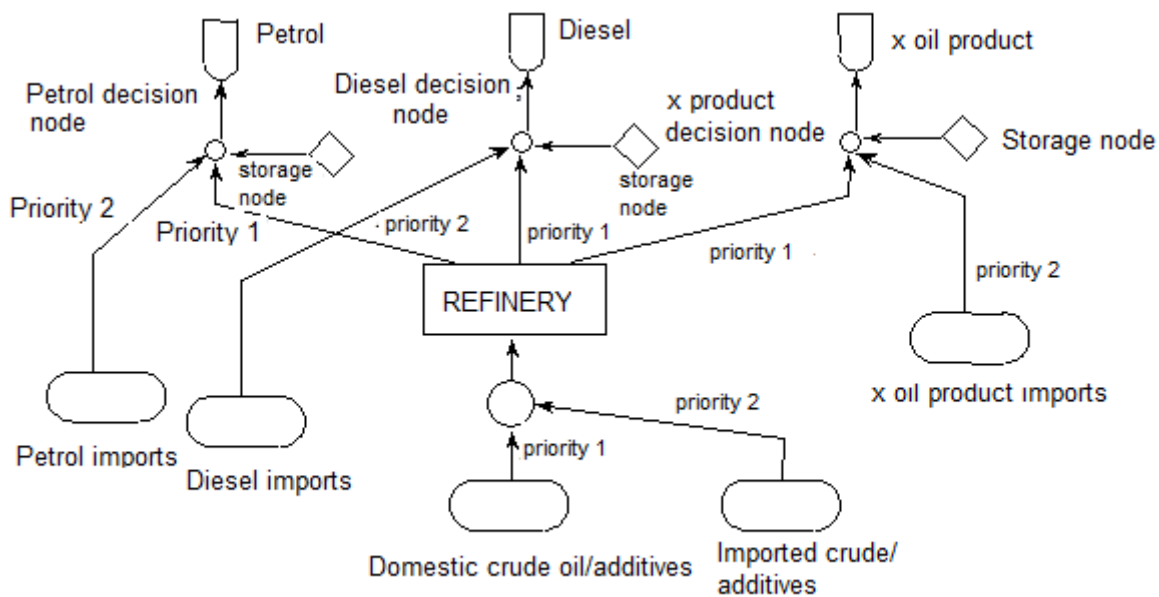 Petrol
Diesel
x oil product
Petrol decision
node
Diesel decision
node
x product
decision node
Storage node
storage
node
storage
node
Priority 2
Priority 1
priority 2
priority 1
priority 1
priority 2
REFINERY
x oil product imports
priority 2
priority 1
Petrol imports
Diesel imports
Domestic crude oil/additives
Imported crude/
additives